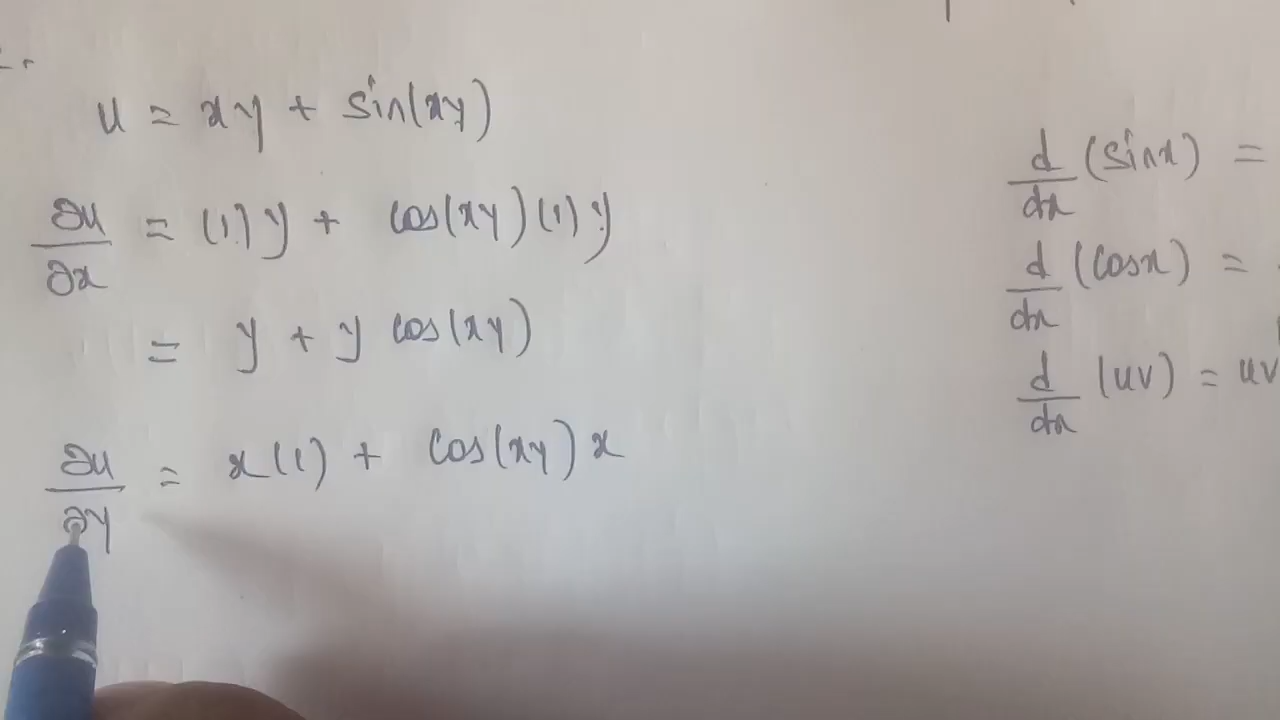 u = xy + sin(xy)
∂u/∂x = (1)y + cos(xy)(1)y
= y + y cos(xy)
∂u/∂y = x(1) + cos(xy)x
d/dx (sinx) =
d/dx (cosx) =
d/dx (uv) = uv